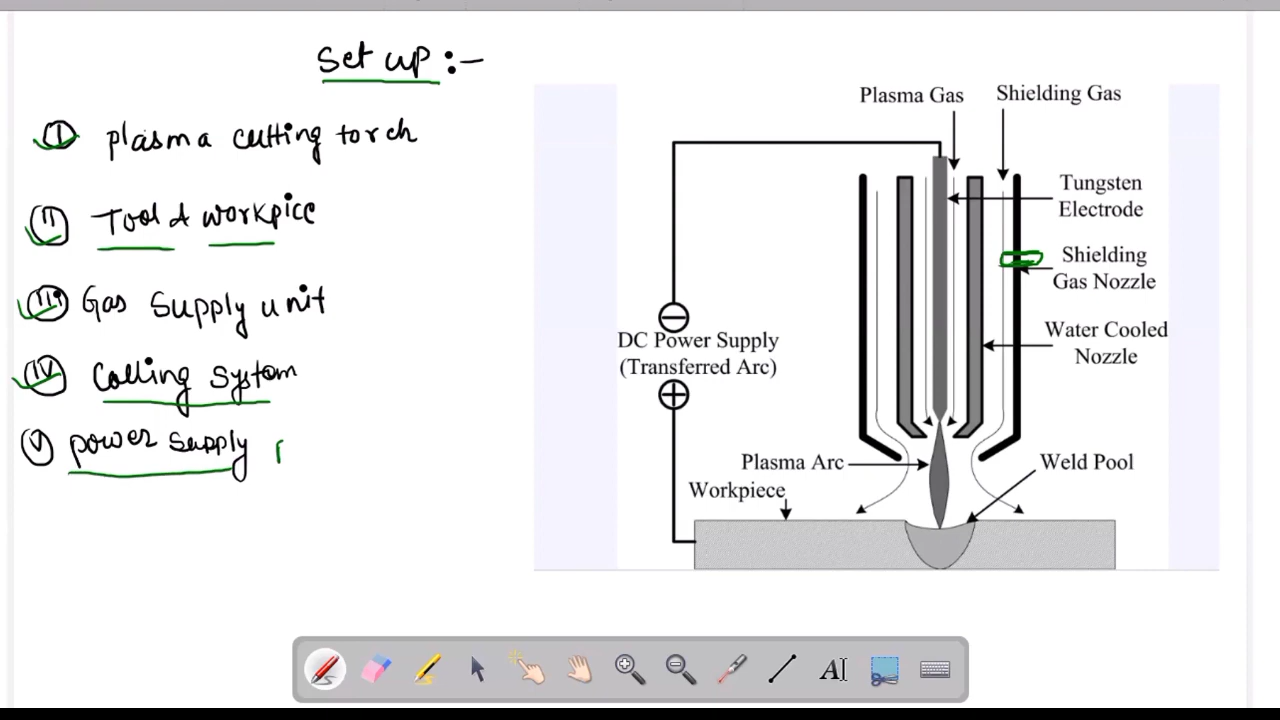 Set up :-
(I) plasma cutting torch
(II) Tool & workpice
(III) Gas Supply unit
(IV) Colling System
(V) power supply
Plasma Gas
Shielding Gas
Tungsten
Electrode
Shielding
Gas Nozzle
Water Cooled
Nozzle
DC Power Supply
(Transferred Arc)
Plasma Arc
Weld Pool
Workpiece
A